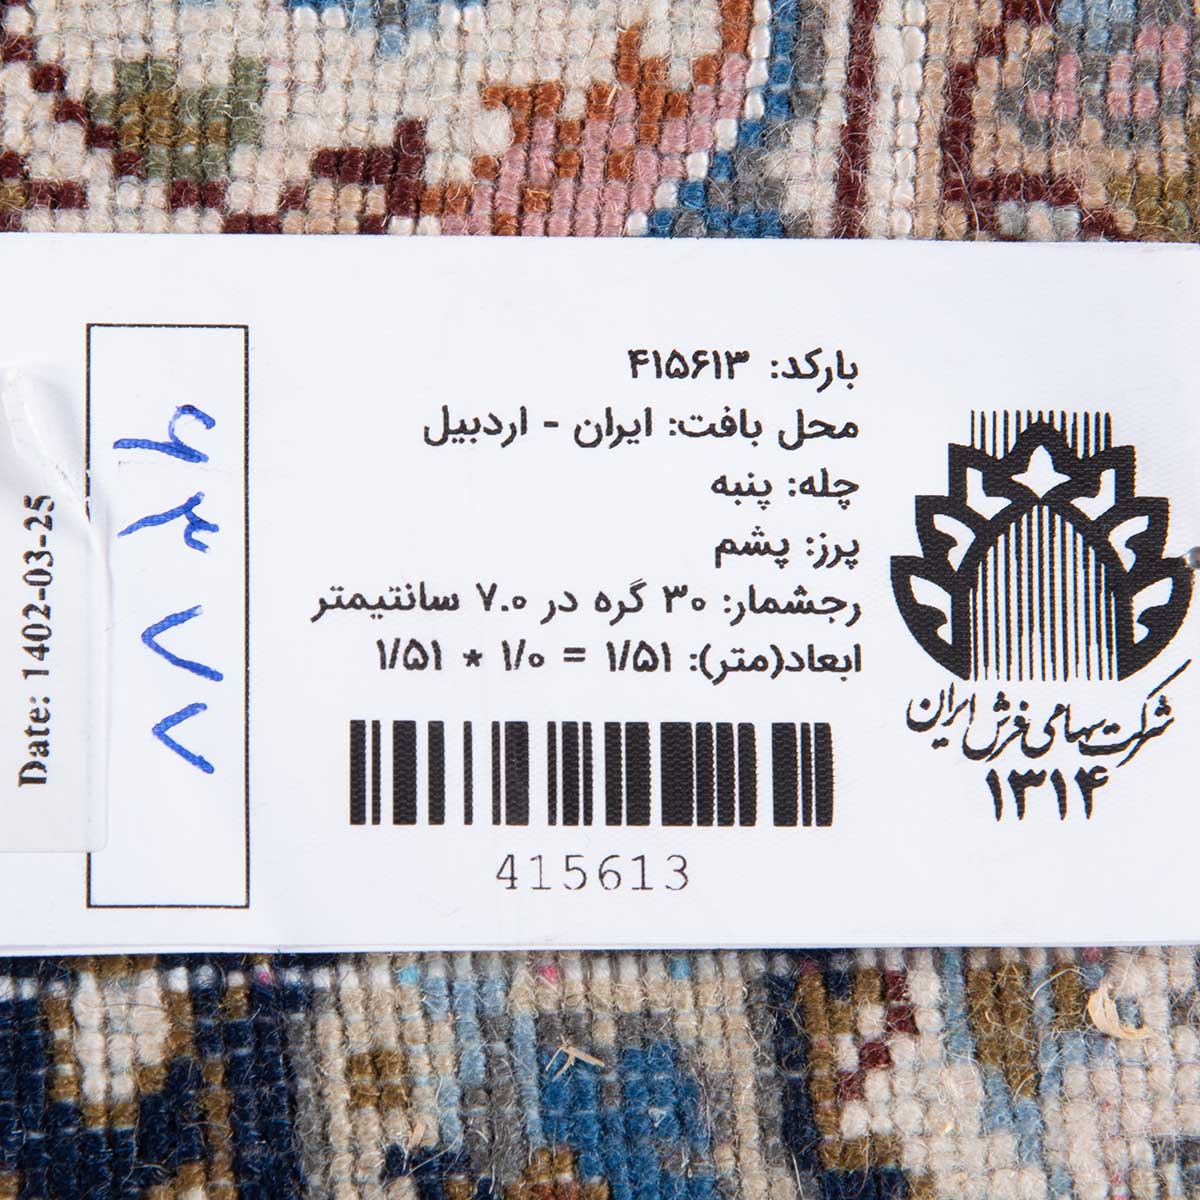 بارکد: ۴۱۵۶۱۳
محل بافت: ایران - اردبیل
چله: پنبه
پرز: پشم
رجشمار: ۳۰ گره در ۷.۰ سانتیمتر
ابعاد(متر): ۱/۵۱ = ۱/۰ * ۱/۵۱
415613
شرکت سهامی فرش ایران
۱۳۱۴
۹۳۷۷
Date: 1402-03-25